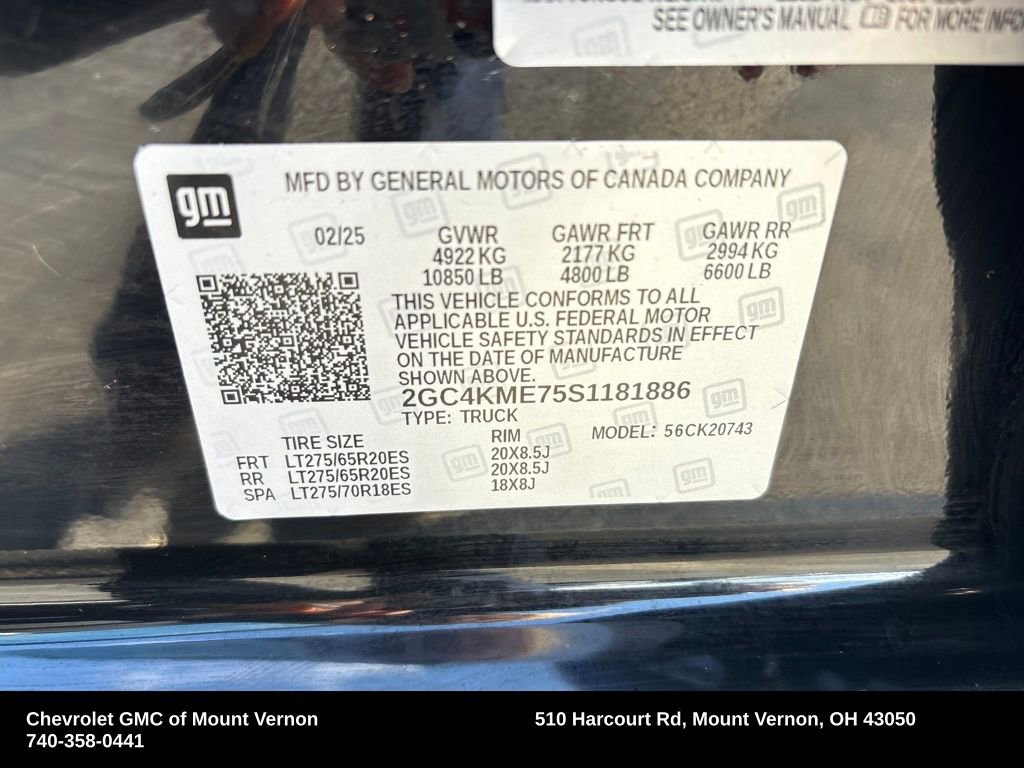 SEE OWNER'S MANUAL FOR MORE INFOR
gm
MFD BY GENERAL MOTORS OF CANADA COMPANY
02/25 GVWR GAWR FRT GAWR RR
4922 KG 2177 KG 2994 KG
10850 LB 4800 LB 6600 LB
THIS VEHICLE CONFORMS TO ALL
APPLICABLE U.S. FEDERAL MOTOR
VEHICLE SAFETY STANDARDS IN EFFECT
ON THE DATE OF MANUFACTURE
SHOWN ABOVE.
2GC4KME75S1181886
TYPE: TRUCK
MODEL: 56CK20743
TIRE SIZE RIM
FRT LT275/65R20ES 20X8.5J
RR LT275/65R20ES 20X8.5J
SPA LT275/70R18ES 18X8J
Chevrolet GMC of Mount Vernon
740-358-0441
510 Harcourt Rd, Mount Vernon, OH 43050